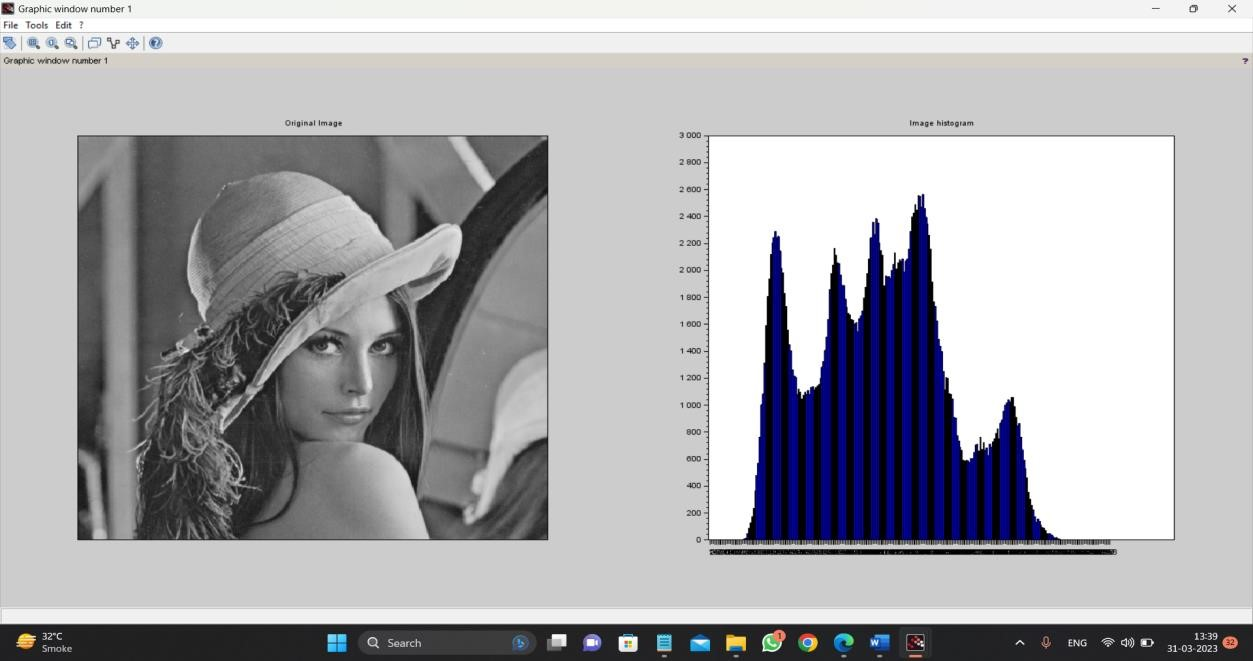 Graphic window number 1
File Tools Edit ?
Graphic window number 1
?
Original Image
Image histogram
3 000
2 800
2 600
2 400
2 200
2 000
1 800
1 600
1 400
1 200
1 000
800
600
400
200
0
32°C
Smoke
Search
1
ENG
13:39
31-03-2023
32